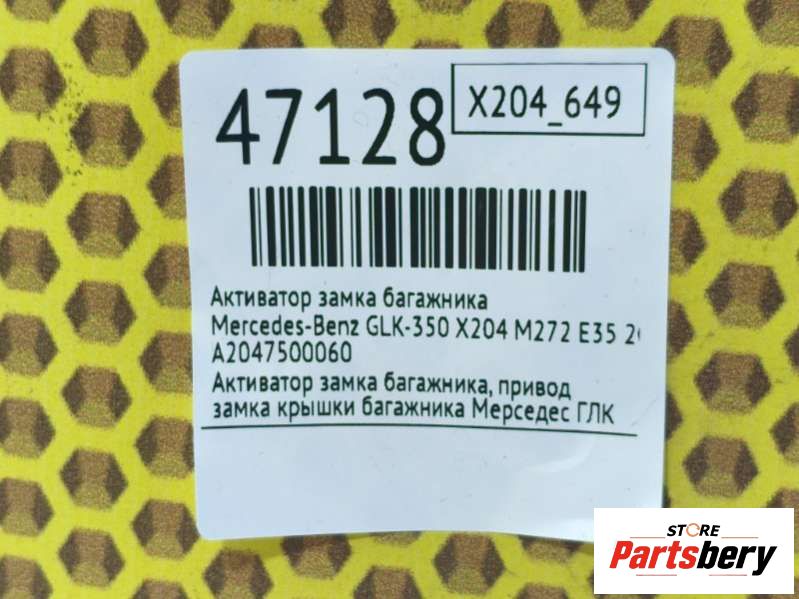 47128
X204_649
Активатор замка багажника
Mercedes-Benz GLK-350 X204 M272 E35
A2047500060
Активатор замка багажника, привод
замка крышки багажника Мерседес ГЛК
STORE
Partsbery